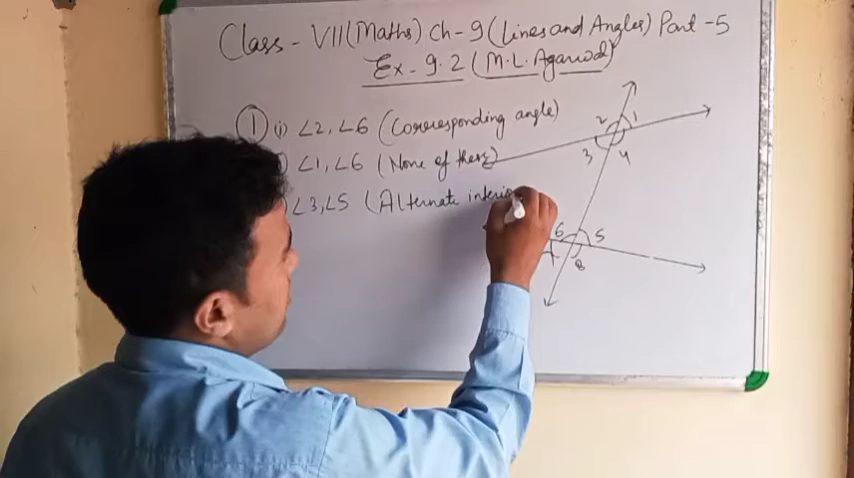 Class - VII (Maths) Ch - 9 (Lines and Angles) Part - 5
Ex - 9.2 (M.L. Agarwal)
① (i) ∠2, ∠6 (Corresponding angle)
∠1, ∠6 (None of these)
∠3, ∠5 (Alternate interio
2 1
3 4
6 5
8